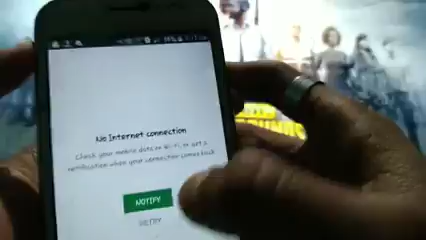 No Internet connection
Check your mobile data or Wi-Fi or get a
notification when your connection comes back
NOTIFY
RETRY